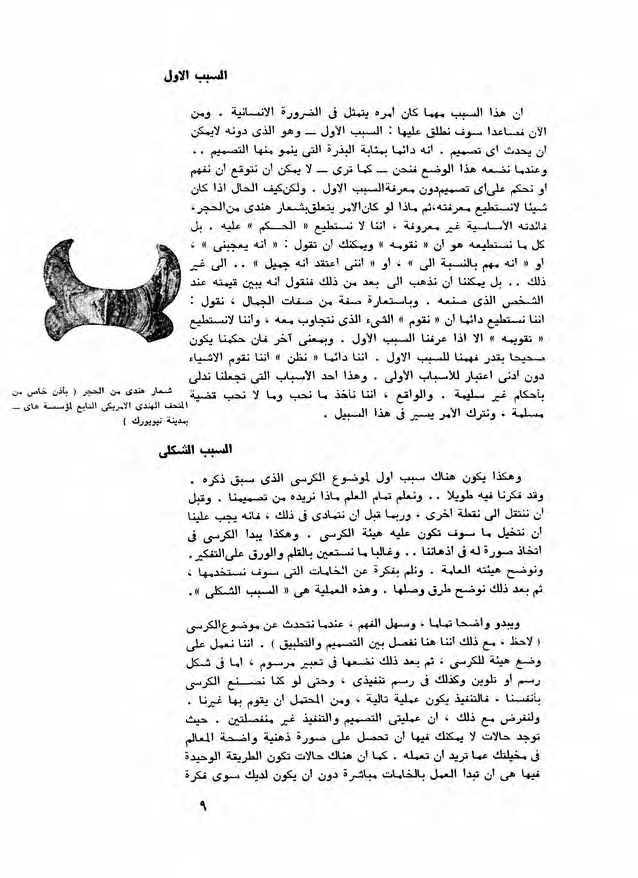 السبب الاول
ان هذا السبب مهما كان امره يتمثل في الضرورة الانسانية . ومن
الآن فصاعدا سوف نطلق عليها : السبب الأول — وهو الذى بدونه لايمكن
ان يحدث اى تصميم . انه دائما بمثابة البذرة التى ينمو منها التصميم . .
وعندما نضعه هذا الوضع فنحن — كما ترى — لا يمكن ان نتوقع ان نفهم
او نحكم على اى تصميم دون معرفة السبب الاول . ولكن كيف الحال اذا كان
شيئا لانستطيع معرفته، ثم ماذا لو كان الامر يتعلق بشعار هندى من الحجر،
فائدته الأساسية غير معروفة ، اننا لا نستطيع « الحكم » عليه . بل
كل ما نستطيعه هو ان « نقومه » ويمكنك ان تقول : « انه يعجبنى » ،
او « انه مهم بالنسبة الى » ، او « اننى اعتقد انه جميل » . . الى غير
ذلك . . بل يمكننا ان نذهب الى بعد من ذلك فنقول انه يبين قيمته عند
الشخص الذى صنعه . وباستعارة صفة من صفات الجمال ، نقول :
اننا نستطيع دائما ان « نقوم » الشىء الذى نتجاوب معه ، وأننا لانستطيع
« تقويمه » الا اذا عرفنا السبب الأول . وبمعنى آخر فان حكمنا يكون
صحيحا بقدر فهمنا للسبب الاول . اننا دائما « نظن » اننا نقوم الاشياء
دون ادنى اعتبار للأسباب الأولى . وهذا احد الأسباب التى تجعلنا ندلى
بأحكام غير سليمة . والواقع ، اننا نأخذ ما نحب وما لا نحب قضية
مسلمة ، ونترك الأمر يسير فى هذا السبيل .
شعار هندى من الحجر ( بأذن خاص من
المتحف الهندى الامريكى التابع لمؤسسة هاى —
بمدينة نيويورك )
السبب الشكلى
وهكذا يكون هناك سبب اول لموضوع الكرسى الذى سبق ذكره .
وقد فكرنا فيه طويلا . . ونعلم تمام العلم ماذا نريده من تصميمنا . وقبل
ان ننتقل الى نقطة اخرى ، وربما قبل ان نتمادى فى ذلك ، فانه يجب علينا
ان نتخيل ما سوف تكون عليه هيئة الكرسى . وهكذا يبدا الكرسى فى
اتخاذ صورة له فى اذهاننا . . وغالبا ما نستعين بالقلم والورق على التفكير.
ونوضح هيئته العامة . ونلم بفكرة عن الخامات التى سوف نستخدمها ،
ثم بعد ذلك نوضح طرق وصلها . وهذه العملية هى « السبب الشكلى ».
ويبدو واضحا تماما ، وسهل الفهم ، عندما نتحدث عن موضوع الكرسى
( لاحظ ، مع ذلك اننا هنا نفصل بين التصميم والتطبيق ) . اننا نعمل على
وضع هيئة للكرسى ، ثم بعد ذلك نضعها فى تعبير مرسوم ، اما فى شكل
رسم او تلوين وكذلك فى رسم تنفيذى ، وحتى لو كنا نصنع الكرسى
بأنفسنا ، فالتنفيذ يكون عملية تالية ، ومن المحتمل ان يقوم بها غيرنا .
ولنفرض مع ذلك ، ان عمليتى التصميم والتنفيذ غير منفصلتين . حيث
توجد حالات لا يمكنك فيها ان تحصل على صورة ذهنية واضحة المعالم
فى مخيلتك عما تريد ان تعمله . كما ان هناك حالات تكون الطريقة الوحيدة
فيها هى ان تبدا العمل بالخامات مباشرة دون ان يكون لديك سوى فكرة
٩